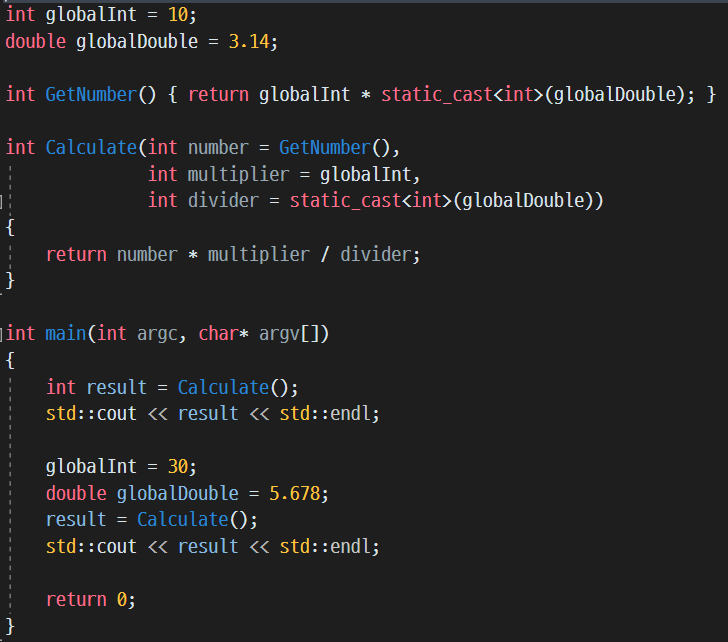 int globalInt = 10;
double globalDouble = 3.14;
int GetNumber() { return globalInt * static_cast<int>(globalDouble); }
int Calculate(int number = GetNumber(),
int multiplier = globalInt,
int divider = static_cast<int>(globalDouble))
{
return number * multiplier / divider;
}
int main(int argc, char* argv[])
{
int result = Calculate();
std::cout << result << std::endl;
globalInt = 30;
double globalDouble = 5.678;
result = Calculate();
std::cout << result << std::endl;
return 0;
}